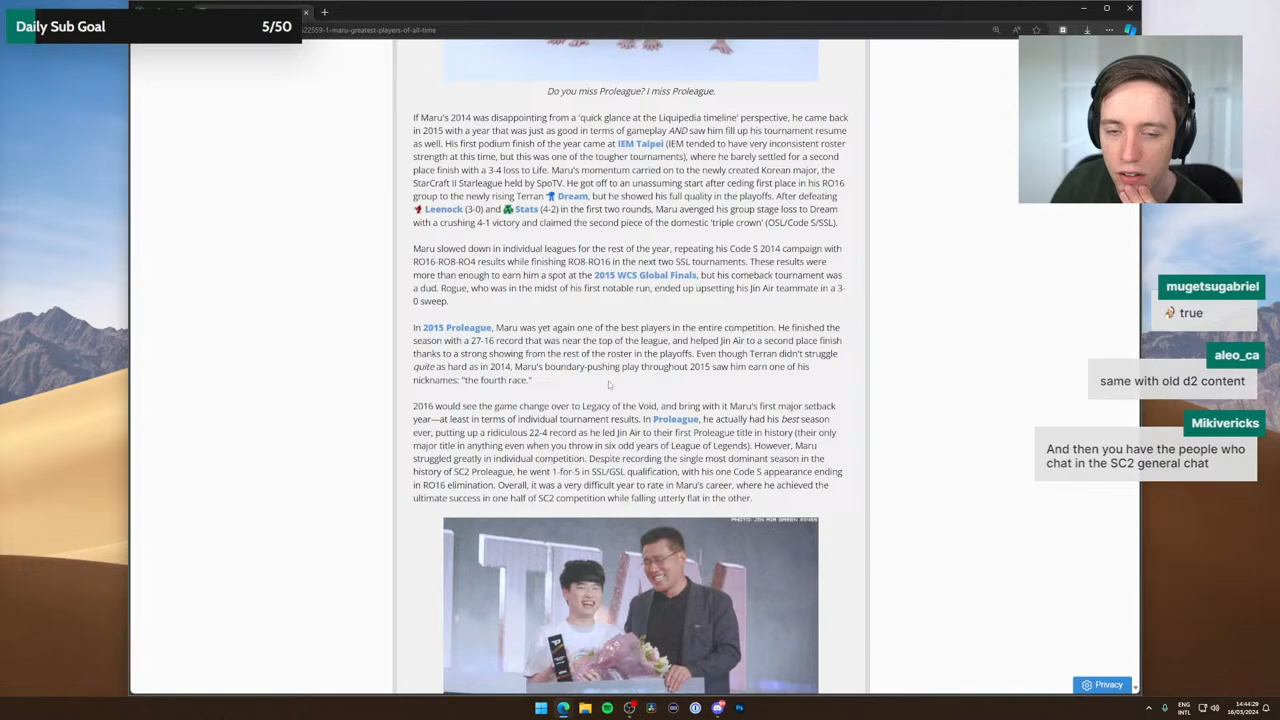 Daily Sub Goal 5/50
522559-1-maru-greatest-players-of-all-time
Do you miss Proleague? I miss Proleague.
If Maru's 2014 was disappointing from a 'quick glance at the Liquipedia timeline' perspective, he came back
in 2015 with a year that was just as good in terms of gameplay AND saw him fill up his tournament resume
as well. His first podium finish of the year came at IEM Taipei (IEM tended to have very inconsistent roster
strength at this time, but this was one of the tougher tournaments), where he barely settled for a second
place finish with a 3-4 loss to Life. Maru's momentum carried on to the newly created Korean major, the
StarCraft II Starleague held by SpoTV. He got off to an unassuming start after ceding first place in his RO16
group to the newly rising Terran Dream, but he showed his full quality in the playoffs. After defeating
Leenock (3-0) and Stats (4-2) in the first two rounds, Maru avenged his group stage loss to Dream
with a crushing 4-1 victory and claimed the second piece of the domestic 'triple crown' (OSL/Code S/SSL).
Maru slowed down in individual leagues for the rest of the year, repeating his Code S 2014 campaign with
RO16-RO8-RO4 results while finishing RO8-RO16 in the next two SSL tournaments. These results were
more than enough to earn him a spot at the 2015 WCS Global Finals, but his comeback tournament was
a dud. Rogue, who was in the midst of his first notable run, ended up upsetting his Jin Air teammate in a 3-
0 sweep.
In 2015 Proleague, Maru was yet again one of the best players in the entire competition. He finished the
season with a 27-16 record that was near the top of the league, and helped Jin Air to a second place finish
thanks to a strong showing from the rest of the roster in the playoffs. Even though Terran didn't struggle
quite as hard as in 2014, Maru's boundary-pushing play throughout 2015 saw him earn one of his
nicknames: "the fourth race."
2016 would see the game change over to Legacy of the Void, and bring with it Maru's first major setback
year—at least in terms of individual tournament results. In Proleague, he actually had his best season
ever, putting up a ridiculous 22-4 record as he led Jin Air to their first Proleague title in history (their only
major title in anything even when you throw in six odd years of League of Legends). However, Maru
struggled greatly in individual competition. Despite recording the single most dominant season in the
history of SC2 Proleague, he went 1-for-5 in SSL/GSL qualification, with his one Code S appearance ending
in RO16 elimination. Overall, it was a very difficult year to rate in Maru's career, where he achieved the
ultimate success in one half of SC2 competition while falling utterly flat in the other.
PHOTO: JIN AIR GREEN WINGS
mugetsugabriel
true
aleo_ca
same with old d2 content
Mikivericks
And then you have the people who
chat in the SC2 general chat
Privacy
ENG
INTL
14:44:29
16/03/2024